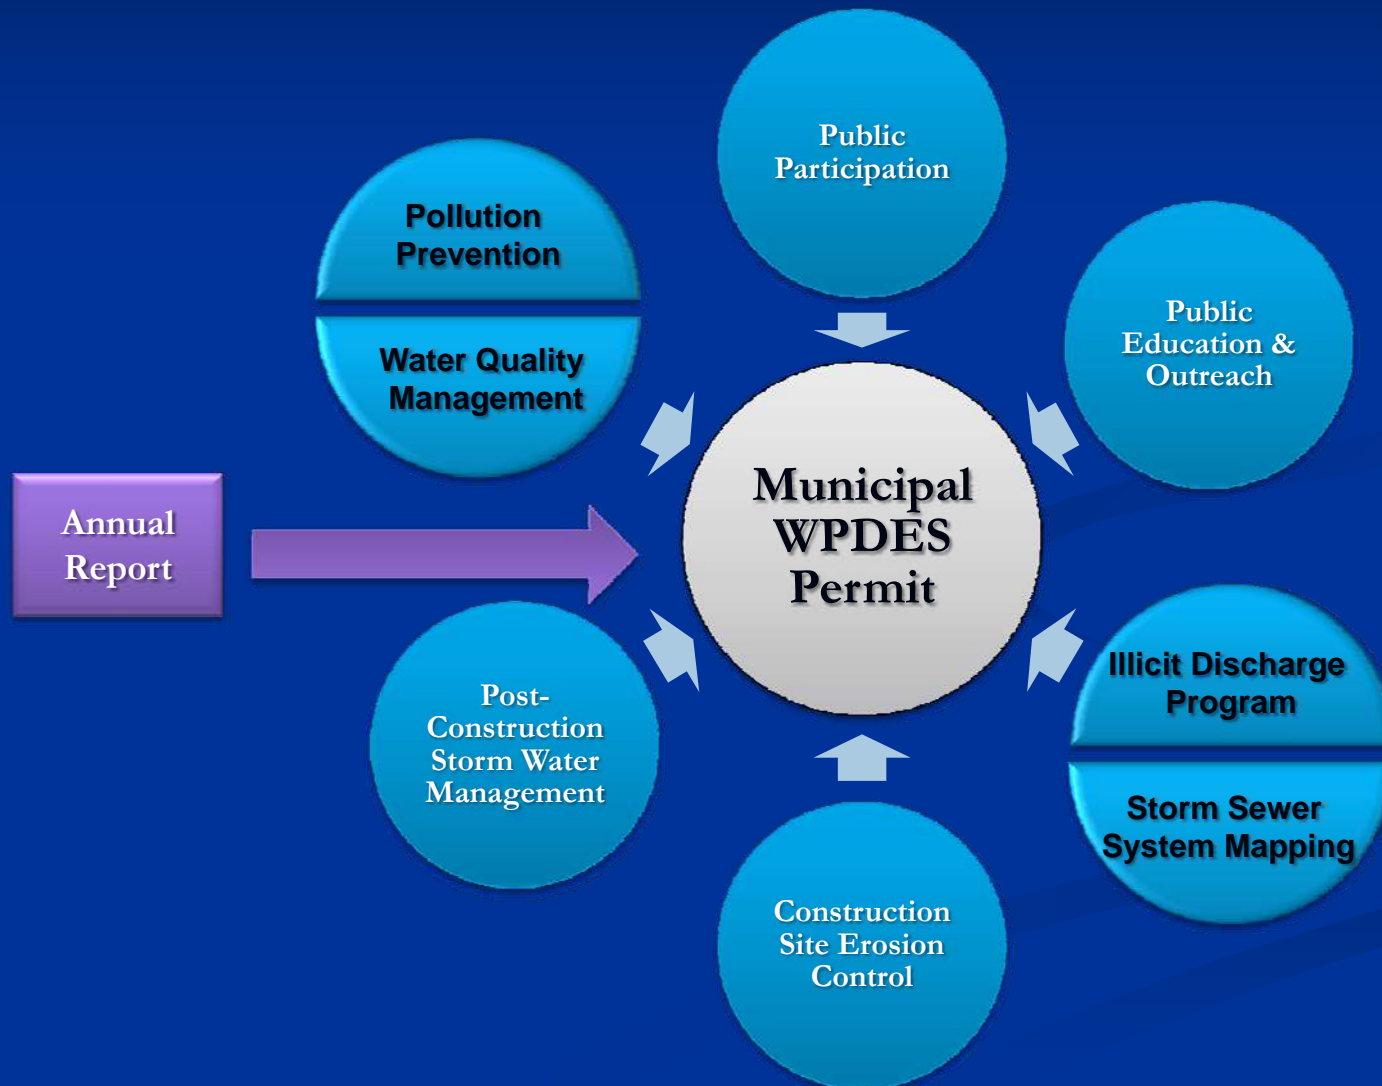 Public
Participation
Pollution
Prevention
Water Quality
Management
Public
Education &
Outreach
Annual
Report
Municipal
WPDES
Permit
Post-
Construction
Storm Water
Management
Illicit Discharge
Program
Storm Sewer
System Mapping
Construction
Site Erosion
Control